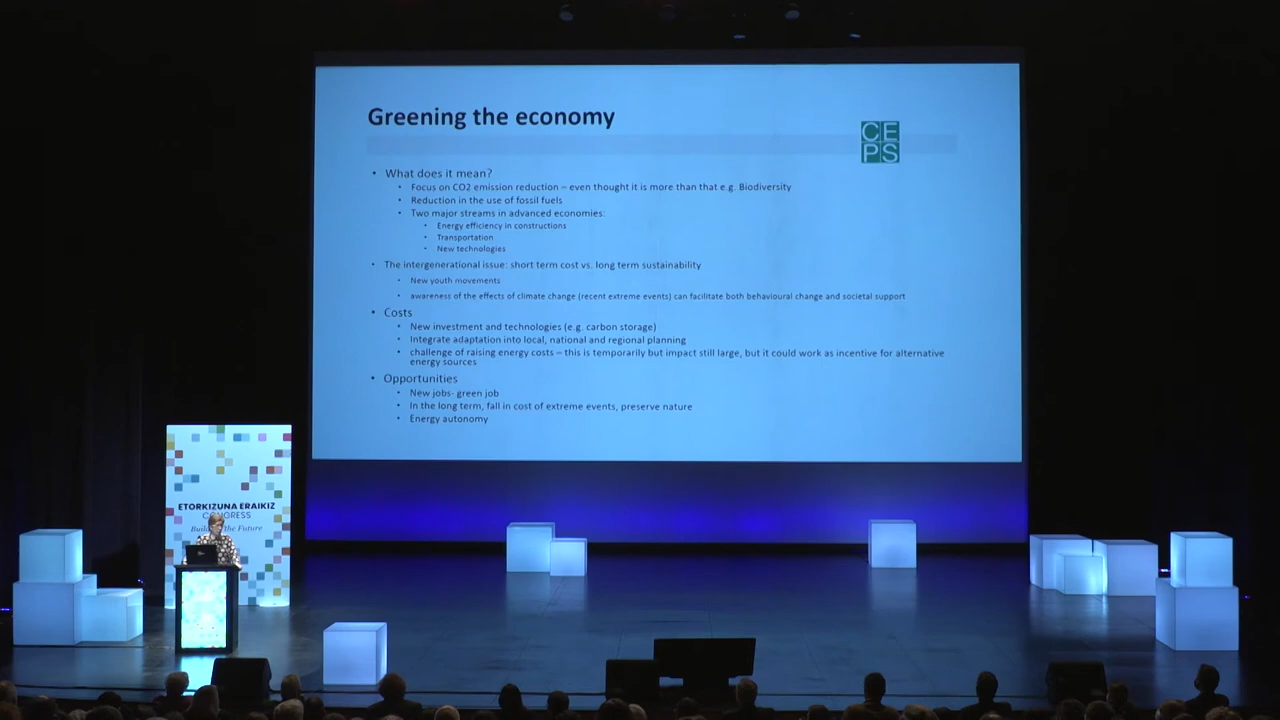 Greening the economy
CE
PS
• What does it mean?
• Focus on CO2 emission reduction – even thought it is more than that e.g. Biodiversity
• Reduction in the use of fossil fuels
• Two major streams in advanced economies:
• Energy efficiency in constructions
• Transportation
• New technologies
• The intergenerational issue: short term cost vs. long term sustainability
• New youth movements
• awareness of the effects of climate change (recent extreme events) can facilitate both behavioural change and societal support
• Costs
• New investment and technologies (e.g. carbon storage)
• Integrate adaptation into local, national and regional planning
• challenge of raising energy costs – this is temporarily but impact still large, but it could work as incentive for alternative
energy sources
• Opportunities
• New jobs- green job
• In the long term, fall in cost of extreme events, preserve nature
• Energy autonomy
ETORKIZUNA ERAIKIZ
CONGRESS
the Future